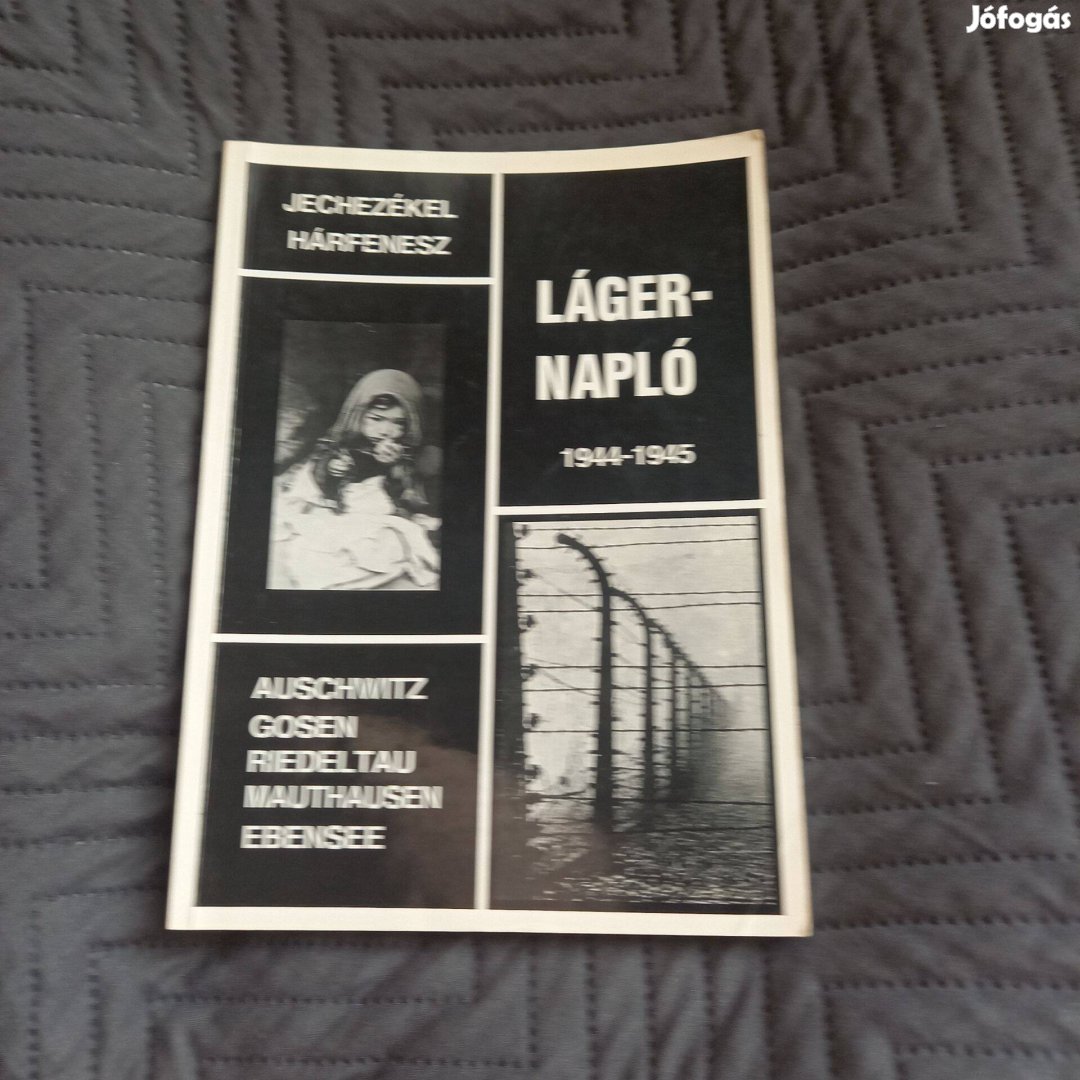 Jófogás
JECHEZÉKEL
HÁRFENESZ
LÁGER-
NAPLÓ
1944-1945
AUSCHWITZ
GOSEN
RIEDELTAU
MAUTHAUSEN
EBENSEE